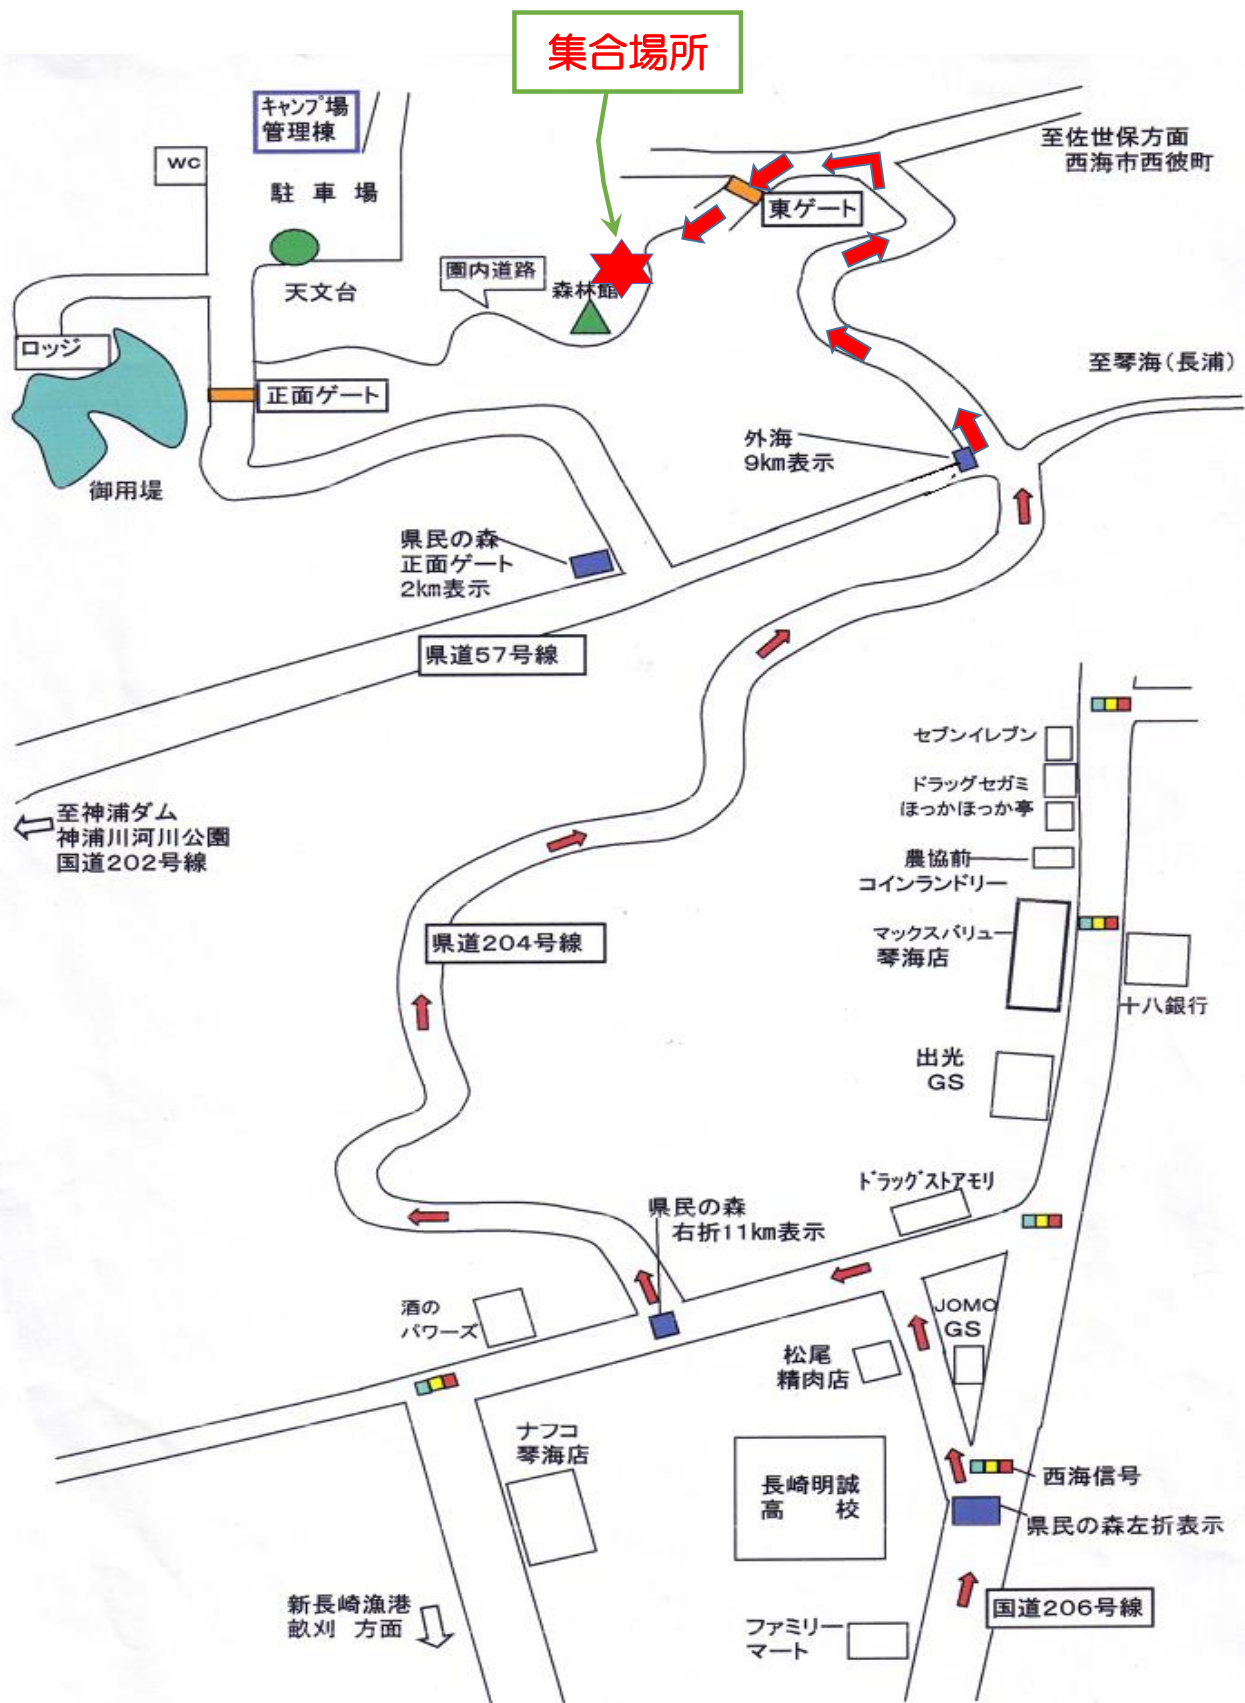 集合場所
キャンプ場
管理棟
WC
駐車場
至佐世保方面
西海市西彼町
東ゲート
園内道路
森林館
天文台
ロッジ
正面ゲート
至琴海(長浦)
外海
9km表示
御用堤
県民の森
正面ゲート
2km表示
県道57号線
至神浦ダム
神浦川河川公園
国道202号線
セブンイレブン
ドラッグセガミ
ほっかほっか亭
農協前
コインランドリー
マックスバリュー
琴海店
県道204号線
十八銀行
出光
GS
ドラッグストアモリ
県民の森
右折11km表示
酒の
パワーズ
JOMO
GS
松尾
精肉店
ナフコ
琴海店
長崎明誠
高校
西海信号
県民の森左折表示
新長崎漁港
畝刈 方面
国道206号線
ファミリー
マート